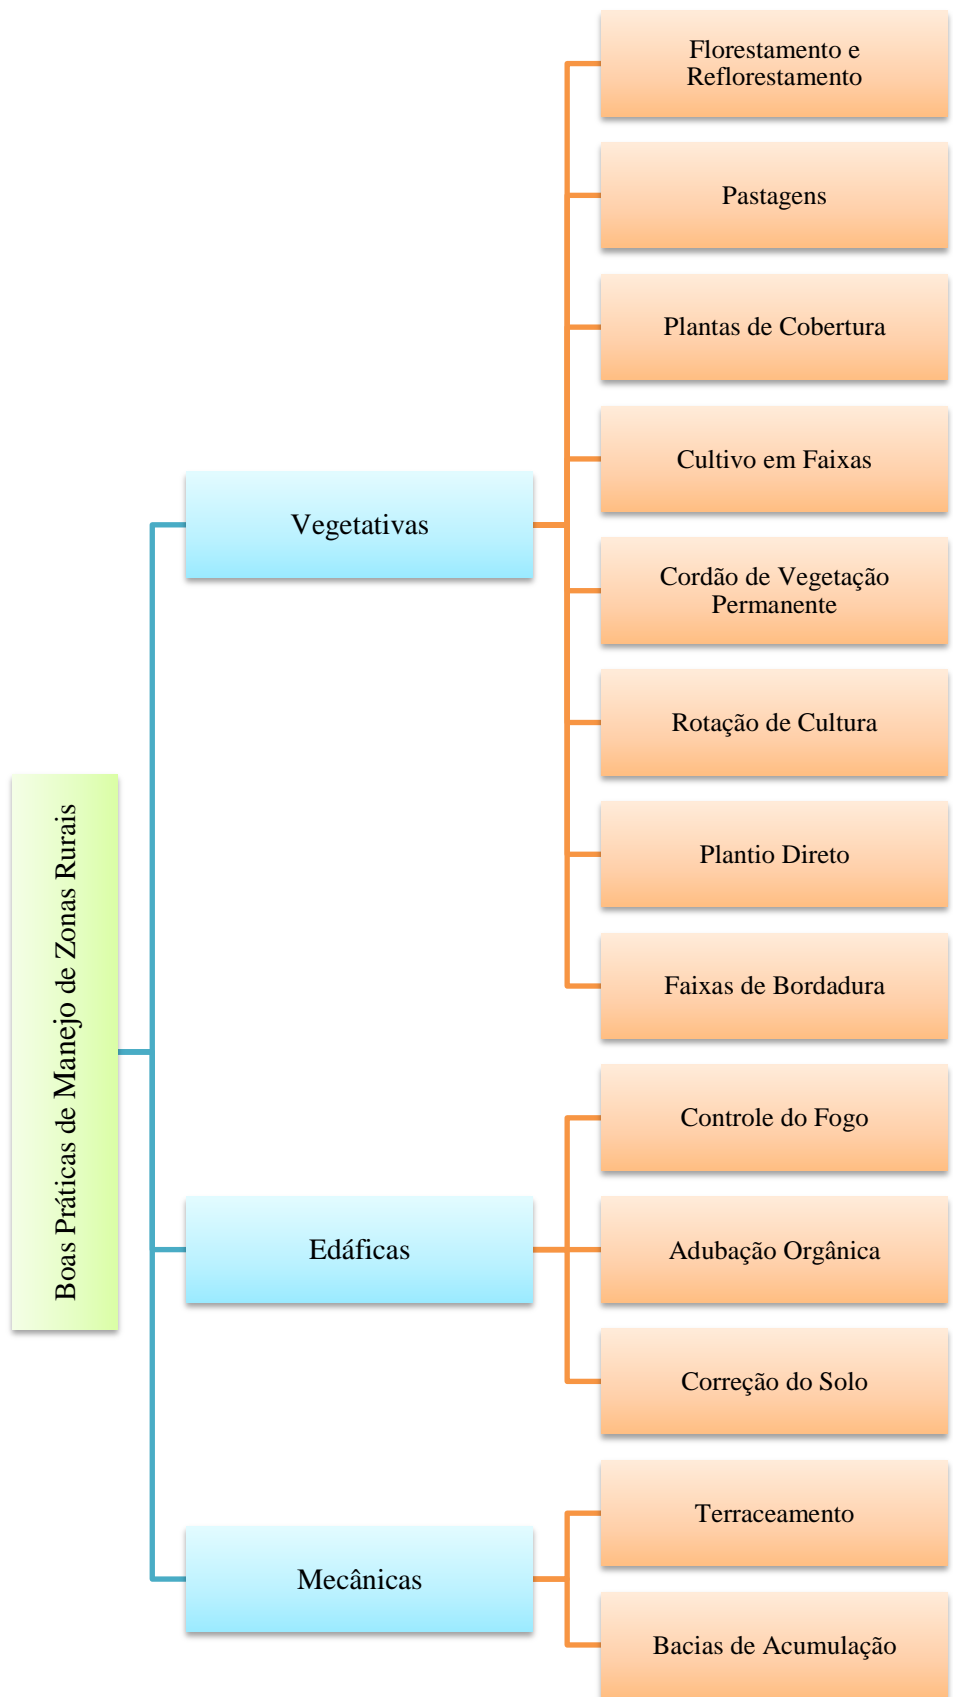 Boas Práticas de Manejo de Zonas Rurais
Vegetativas
Florestamento e
Reflorestamento
Pastagens
Plantas de Cobertura
Cultivo em Faixas
Cordão de Vegetação
Permanente
Rotação de Cultura
Plantio Direto
Faixas de Bordadura
Edáficas
Controle do Fogo
Adubação Orgânica
Correção do Solo
Mecânicas
Terraceamento
Bacias de Acumulação